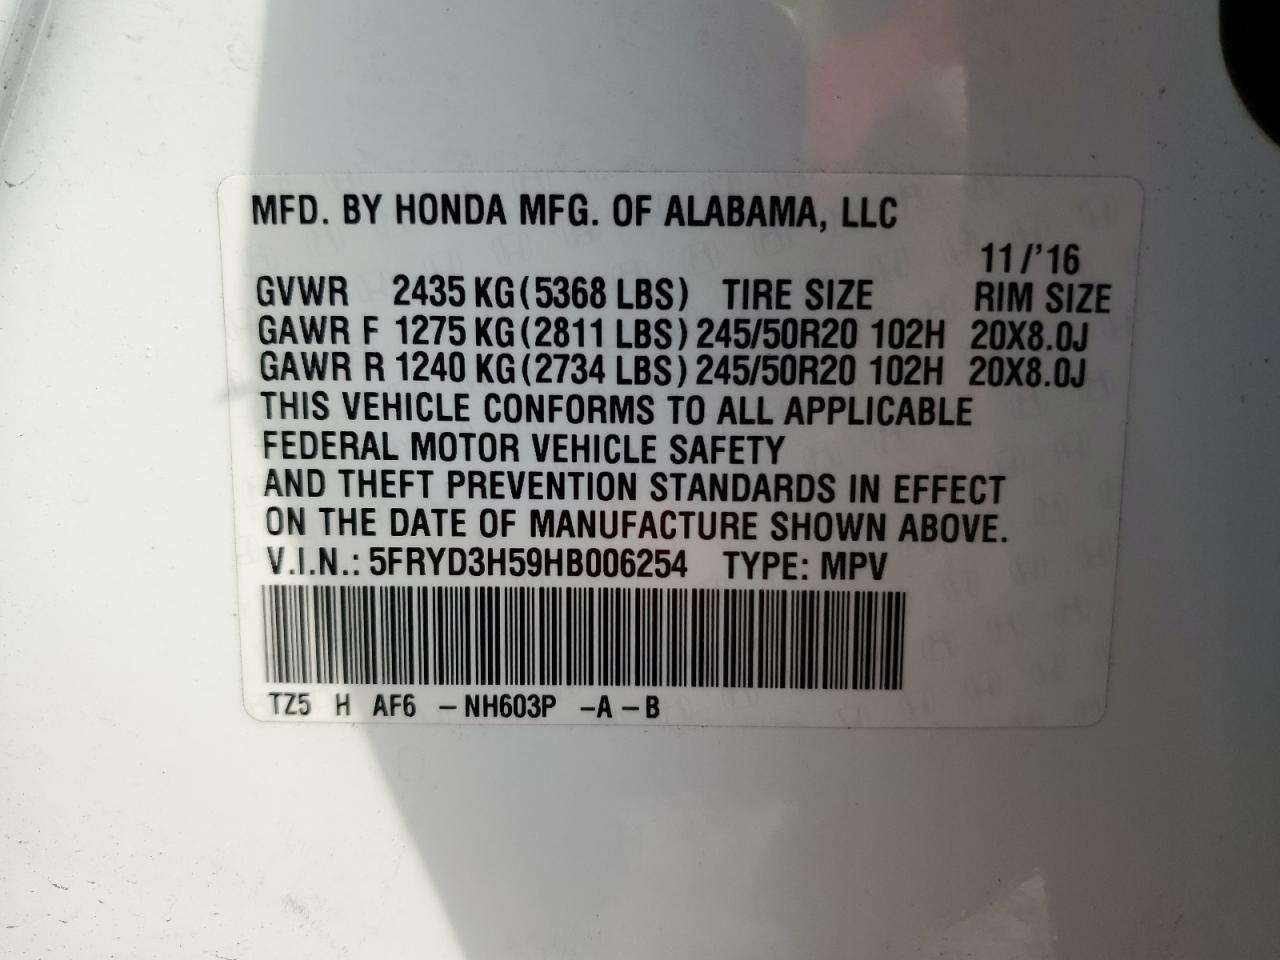 MFD. BY HONDA MFG. OF ALABAMA, LLC
11/'16
GVWR 2435 KG(5368 LBS) TIRE SIZE RIM SIZE
GAWR F 1275 KG(2811 LBS) 245/50R20 102H 20X8.0J
GAWR R 1240 KG(2734 LBS) 245/50R20 102H 20X8.0J
THIS VEHICLE CONFORMS TO ALL APPLICABLE
FEDERAL MOTOR VEHICLE SAFETY
AND THEFT PREVENTION STANDARDS IN EFFECT
ON THE DATE OF MANUFACTURE SHOWN ABOVE.
V.I.N.: 5FRYD3H59HB006254 TYPE: MPV
TZ5 H AF6 -NH603P -A-B